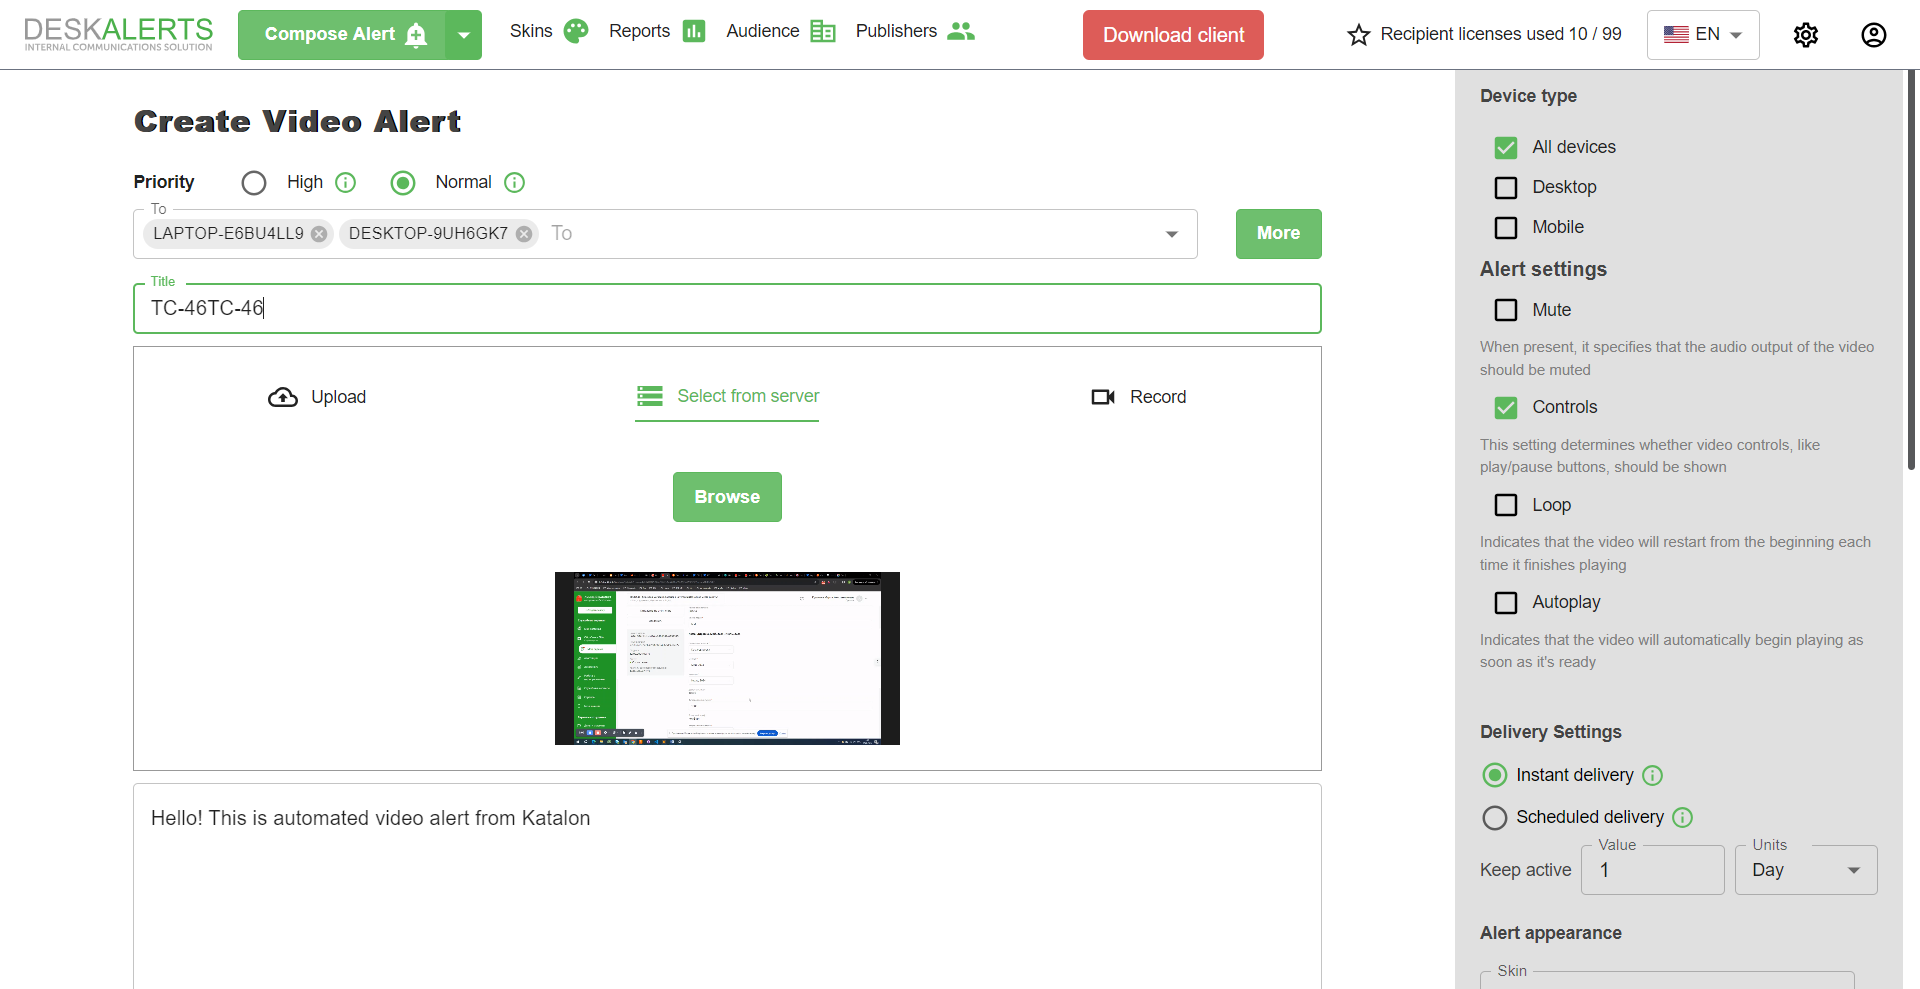 DESKALERTS
INTERNAL COMMUNICATIONS SOLUTION
Compose Alert
Skins
Reports
Audience
Publishers
Download client
Recipient licenses used 10 / 99
EN
Create Video Alert
Priority
High
Normal
To
LAPTOP-E6BU4LL9
DESKTOP-9UH6GK7
To
More
Title
TC-46TC-46
Upload
Select from server
Record
Browse
Hello! This is automated video alert from Katalon
Device type
All devices
Desktop
Mobile
Alert settings
Mute
When present, it specifies that the audio output of the video
should be muted
Controls
This setting determines whether video controls, like
play/pause buttons, should be shown
Loop
Indicates that the video will restart from the beginning each
time it finishes playing
Autoplay
Indicates that the video will automatically begin playing as
soon as it's ready
Delivery Settings
Instant delivery
Scheduled delivery
Keep active
Value
1
Units
Day
Alert appearance
Skin